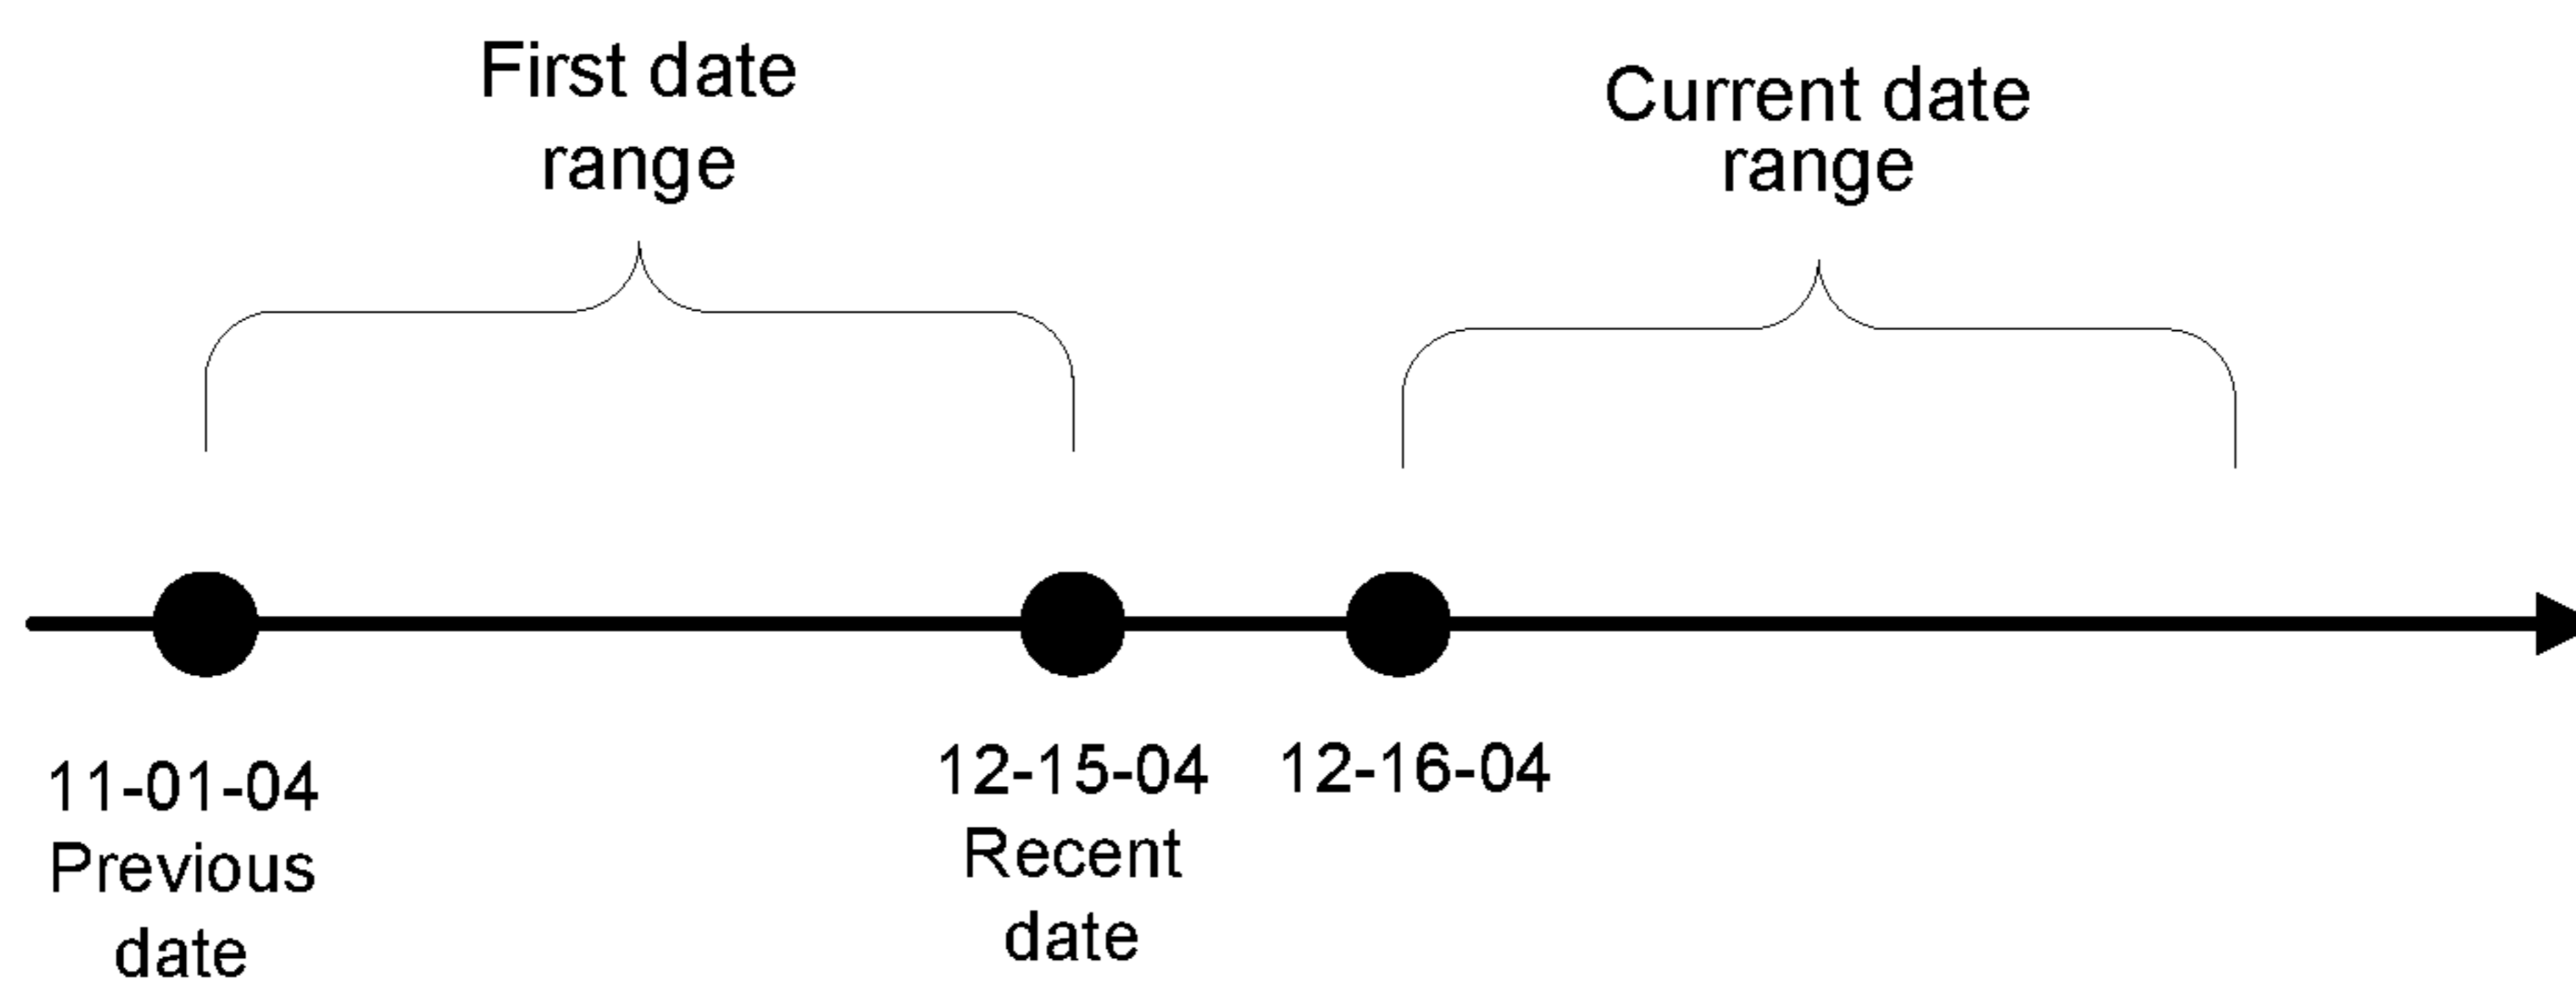 First date
range
Current date
range
11-01-04
Previous
date
12-15-04
Recent
date
12-16-04